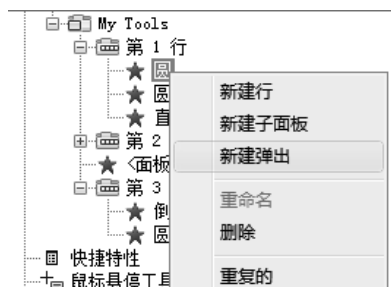 My Tools
第 1 行
圆
圆
直
第 2
<面板
第 3
倒
圆
快捷特性
鼠标悬停工具
新建行
新建子面板
新建弹出
重命名
删除
重复的